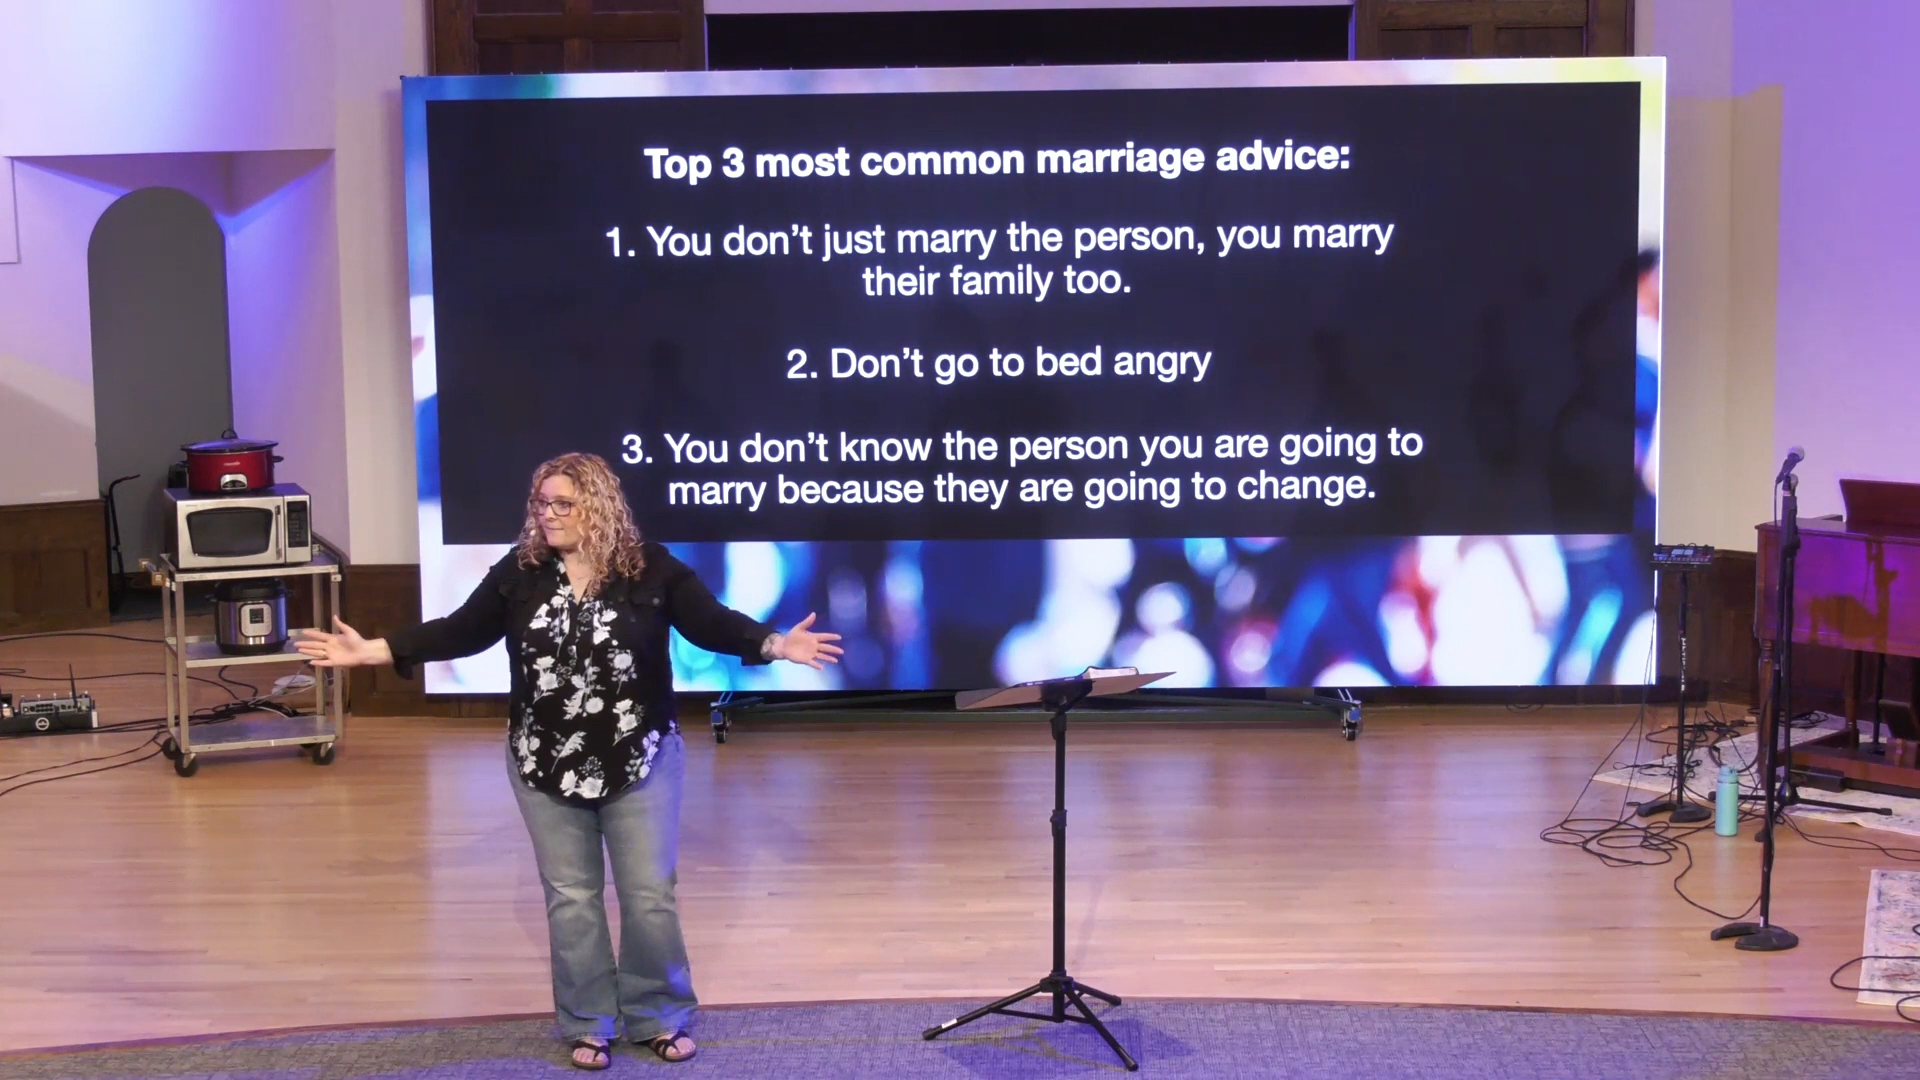 Top 3 most common marriage advice:
1. You don’t just marry the person, you marry
their family too.
2. Don’t go to bed angry
3. You don’t know the person you are going to
marry because they are going to change.